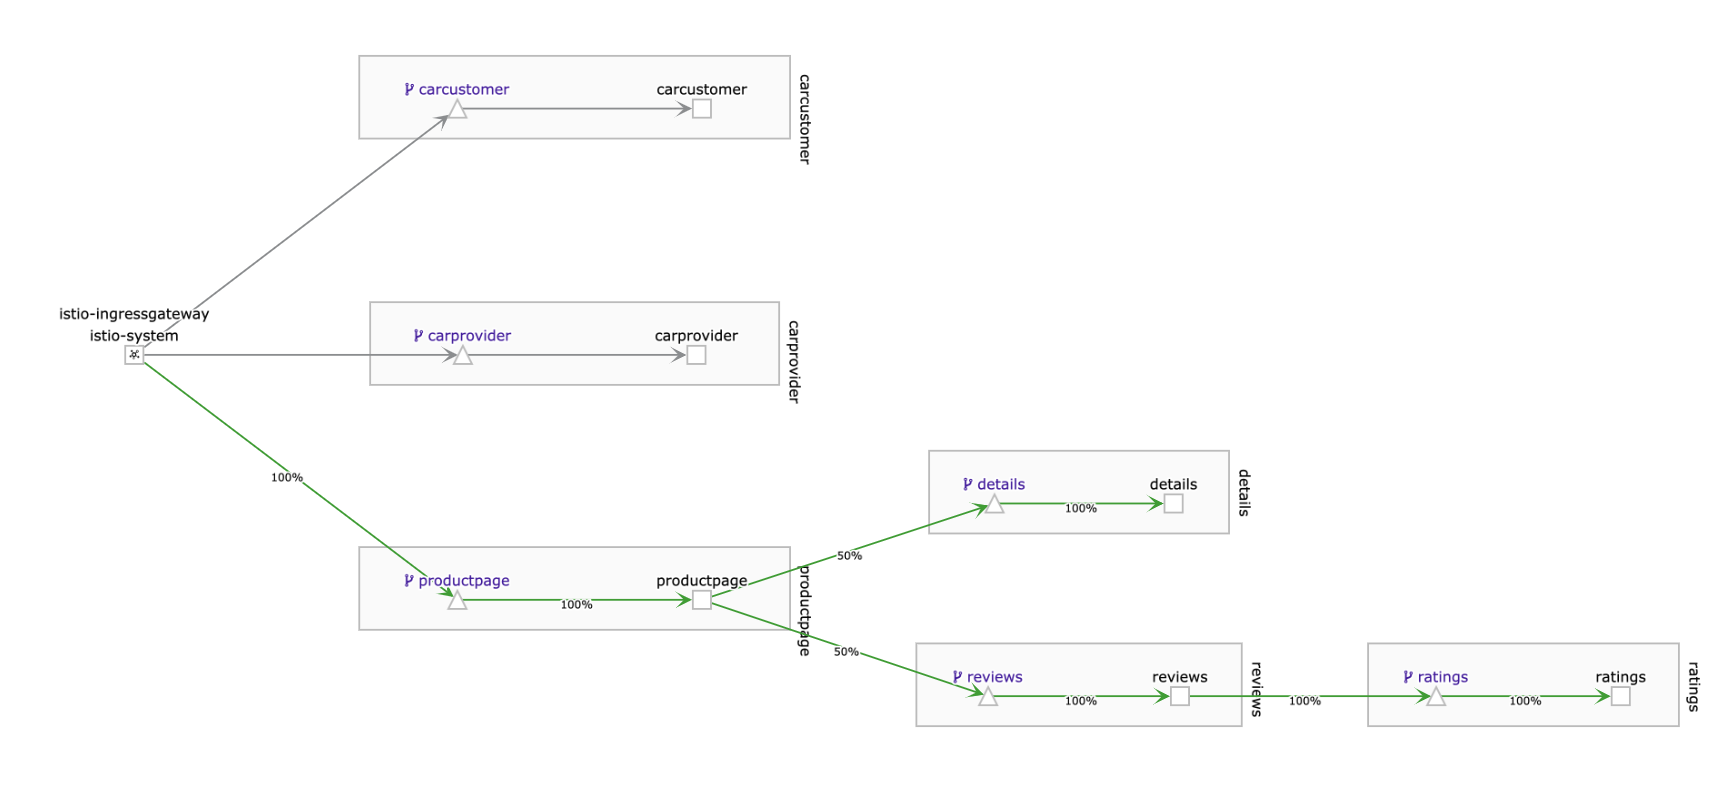 carcustomer
carcustomer
carcustomer
istio-ingressgateway
istio-system
carprovider
carprovider
carprovider
100%
productpage
100%
productpage
productpage
50%
details
100%
details
details
50%
reviews
100%
reviews
reviews
100%
ratings
100%
ratings
ratings